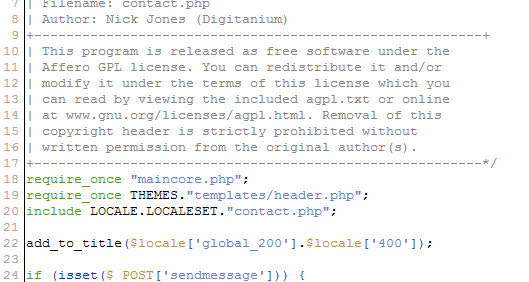 7 | Filename: contact.php
8 | Author: Nick Jones (Digitanium)
9 +--------------------------------------------------------+
10 | This program is released as free software under the
11 | Affero GPL license. You can redistribute it and/or
12 | modify it under the terms of this license which you
13 | can read by viewing the included agpl.txt or online
14 | at www.gnu.org/licenses/agpl.html. Removal of this
15 | copyright header is strictly prohibited without
16 | written permission from the original author(s).
17 +--------------------------------------------------------*/
18 require_once "maincore.php";
19 require_once THEMES."templates/header.php";
20 include LOCALE.LOCALESET."contact.php";
21
22 add_to_title($locale['global_200'].$locale['400']);
23
24 if (isset($_POST['sendmessage'])) {